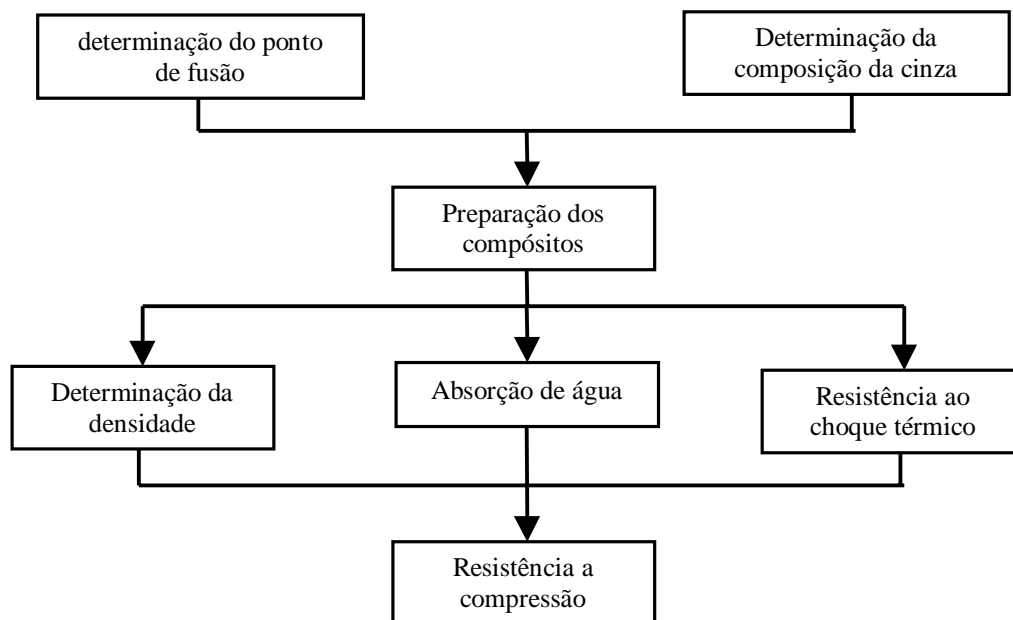 determinação do ponto
de fusão
Determinação da
composição da cinza
Preparação dos
compósitos
Determinação da
densidade
Absorção de água
Resistência ao
choque térmico
Resistência a
compressão